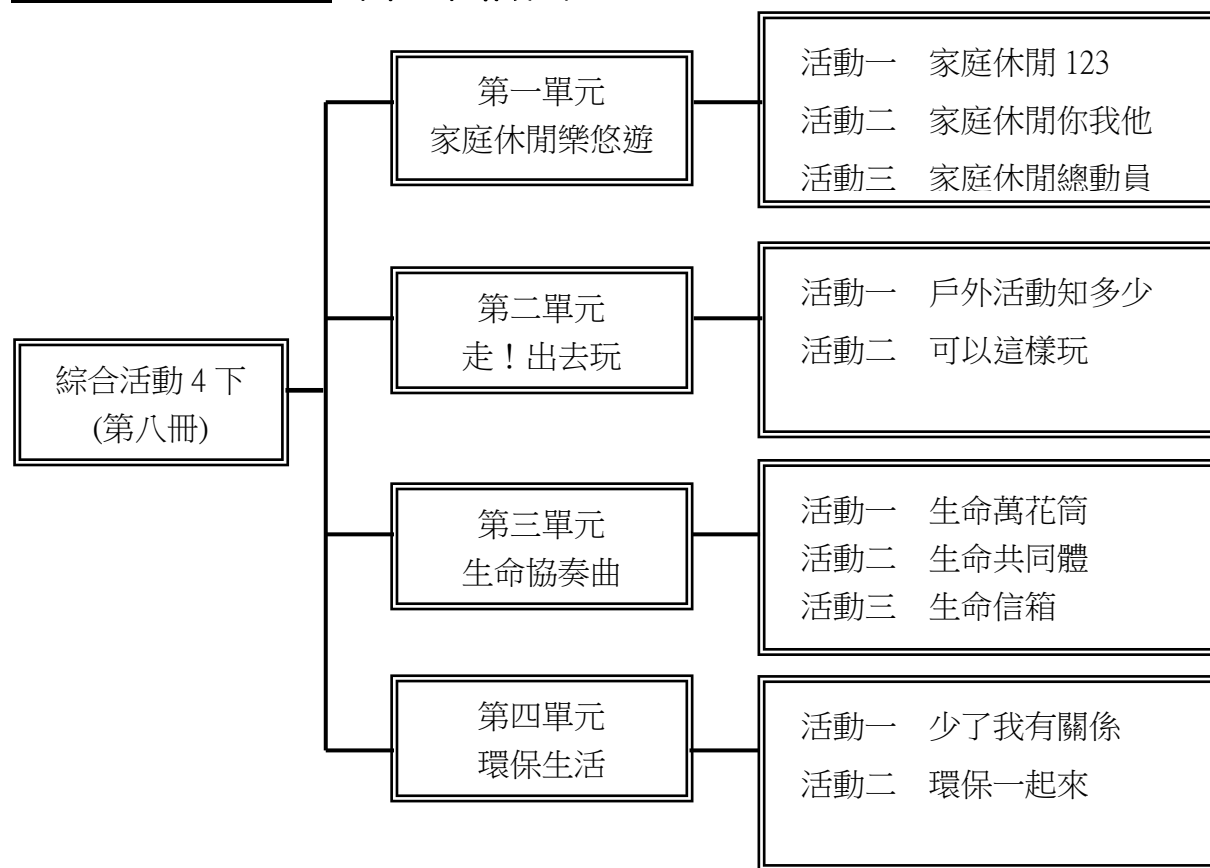 綜合活動 4 下
(第八冊)
第一單元
家庭休閒樂悠遊
活動一 家庭休閒 123
活動二 家庭休閒你我他
活動三 家庭休閒總動員
第二單元
走！出去玩
活動一 戶外活動知多少
活動二 可以這樣玩
第三單元
生命協奏曲
活動一 生命萬花筒
活動二 生命共同體
活動三 生命信箱
第四單元
環保生活
活動一 少了我有關係
活動二 環保一起來